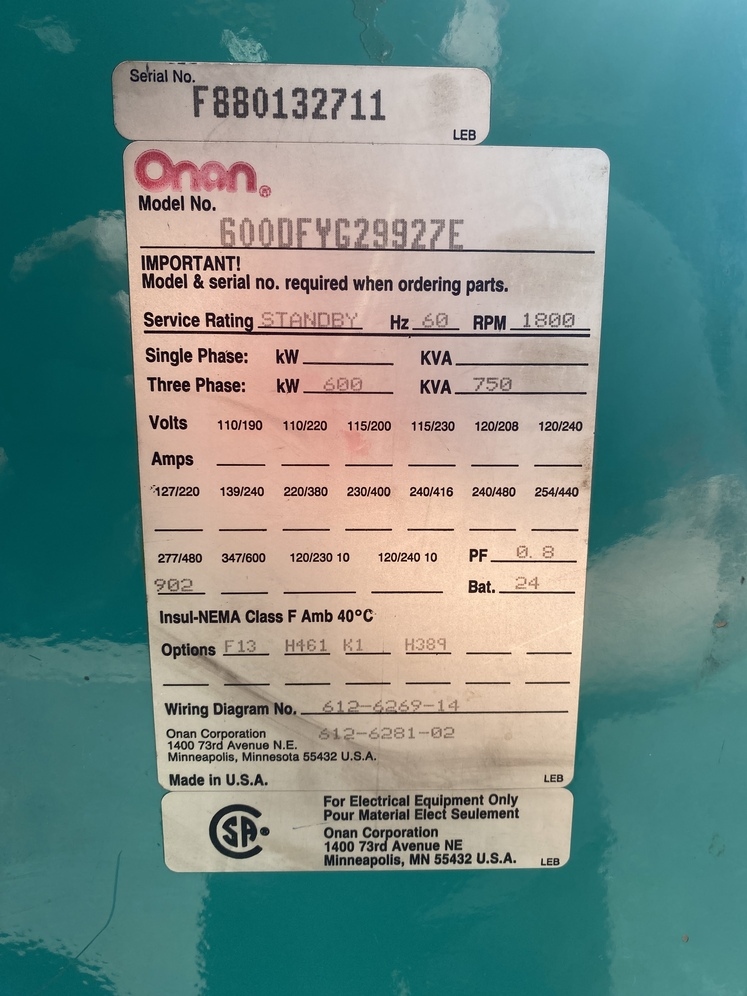 Serial No.
F880132711
LEB
Onan®
Model No.
600DFYG29927E
IMPORTANT!
Model & serial no. required when ordering parts.
Service Rating STANDBY Hz 60 RPM 1800
Single Phase: kW KVA
Three Phase: kW 600 KVA 750
Volts 110/190 110/220 115/200 115/230 120/208 120/240
Amps
127/220 139/240 220/380 230/400 240/416 240/480 254/440
277/480 347/600 120/230 10 120/240 10 PF 0.8
902 Bat. 24
Insul-NEMA Class F Amb 40°C
Options F13 H461 K1 H389
Wiring Diagram No. 612-6269-14
612-6281-02
Onan Corporation
1400 73rd Avenue N.E.
Minneapolis, Minnesota 55432 U.S.A.
Made in U.S.A.
LEB
SA®
For Electrical Equipment Only
Pour Material Elect Seulement
Onan Corporation
1400 73rd Avenue NE
Minneapolis, MN 55432 U.S.A.
LEB